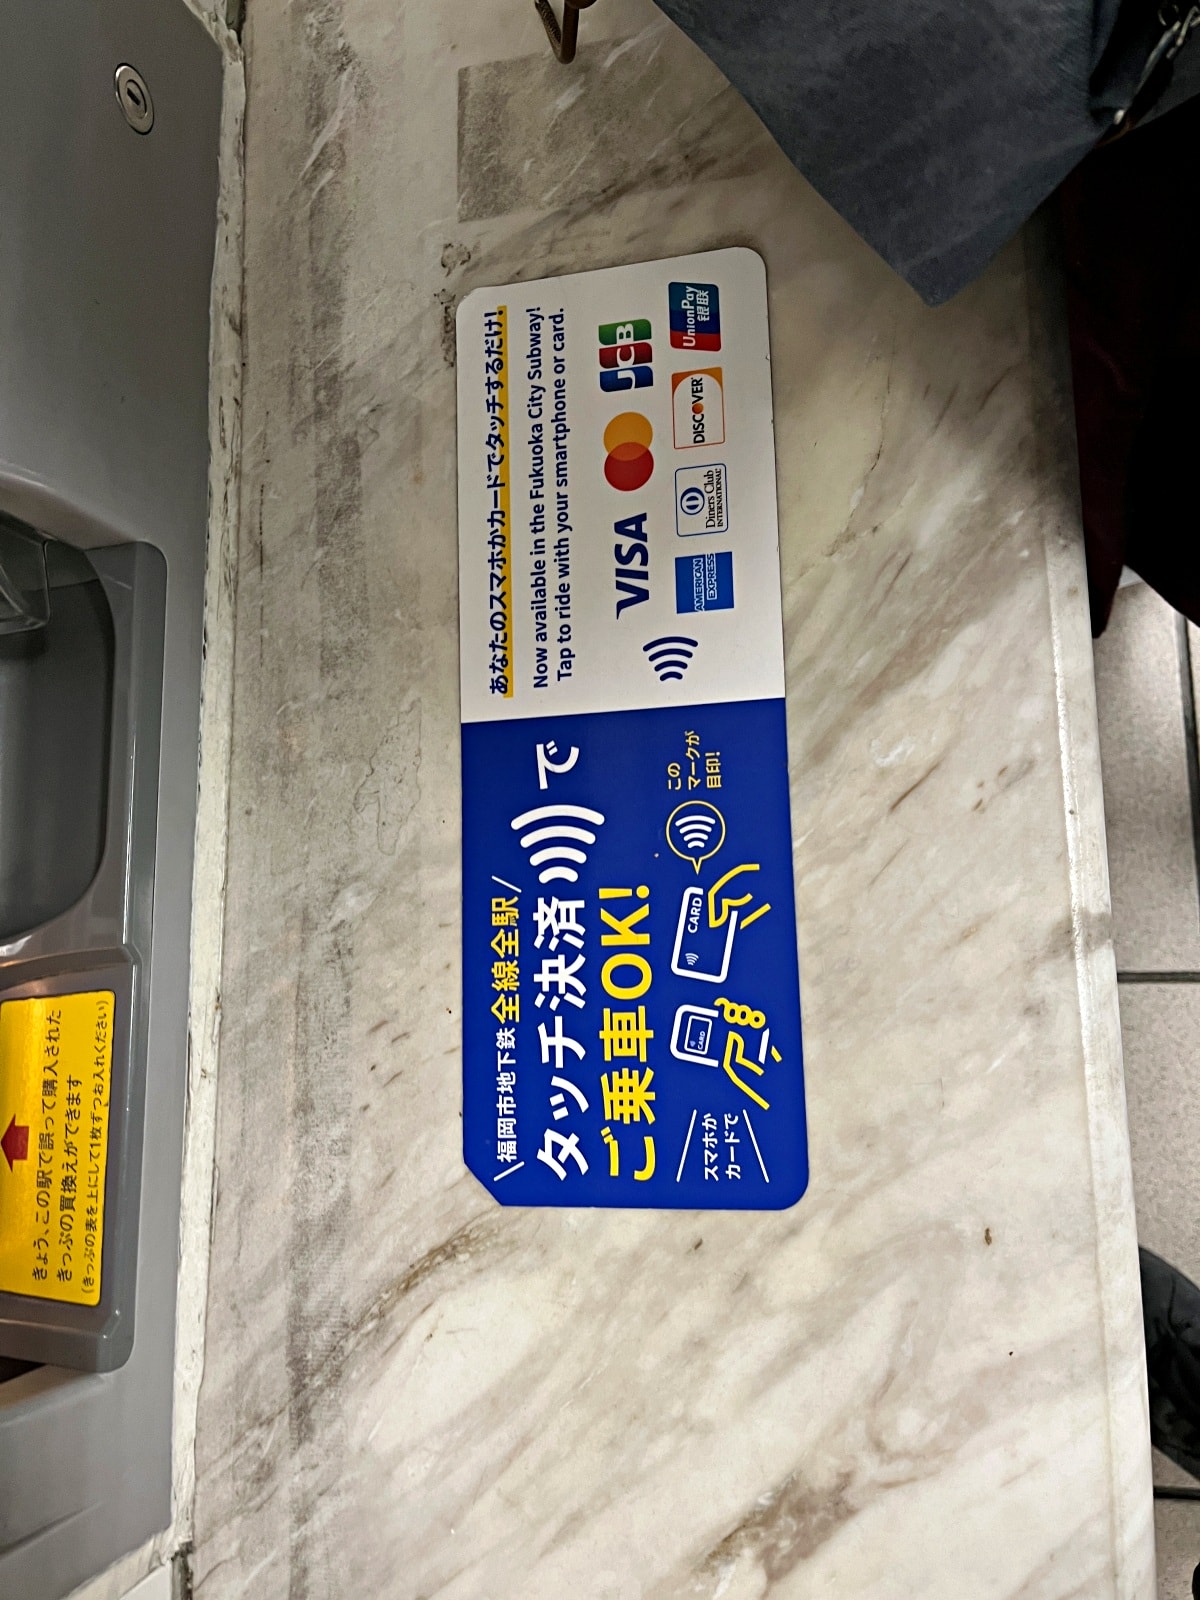 福岡市地下鉄全線全駅
タッチ決済で
ご乗車OK!
スマホか
カードで
CARD
CARD
この
マークが
目印!
あなたのスマホかカードでタッチするだけ!
Now available in the Fukuoka City Subway!
Tap to ride with your smartphone or card.
VISA
JCB
AMERICAN
EXPRESS
Diners Club
INTERNATIONAL
DISCOVER
UnionPay
银联
きょう、この駅で誤って購入された
きっぷの買換えができます
(きっぷの表を上にして1枚ずつお入れください)